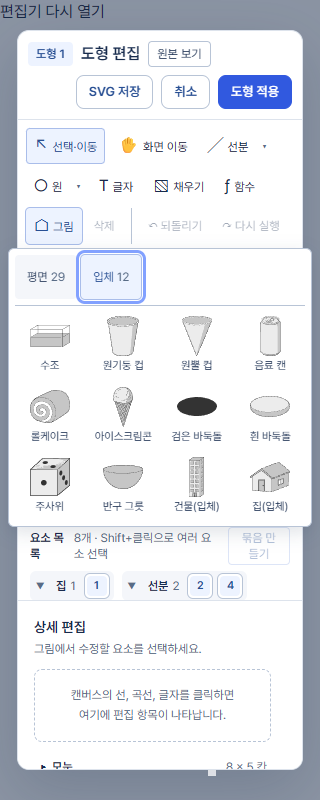 편집기 다시 열기
도형 1 도형 편집 원본 보기
SVG 저장 취소 도형 적용
선택·이동 화면 이동 선분
원 T 글자 채우기 f 함수
그림 삭제 되돌리기 다시 실행
평면 29 입체 12
수조 원기둥 컵 원뿔 컵 음료 캔
롤케이크 아이스크림콘 검은 바둑돌 흰 바둑돌
주사위 반구 그릇 건물(입체) 집(입체)
요소 목록 8개 · Shift+클릭으로 여러 요소 선택 묶음 만들기
집 1 1 선분 2 2 4
상세 편집
그림에서 수정할 요소를 선택하세요.
캔버스의 선, 곡선, 글자를 클릭하면
여기에 편집 항목이 나타납니다.
모눈 8 × 5 칸